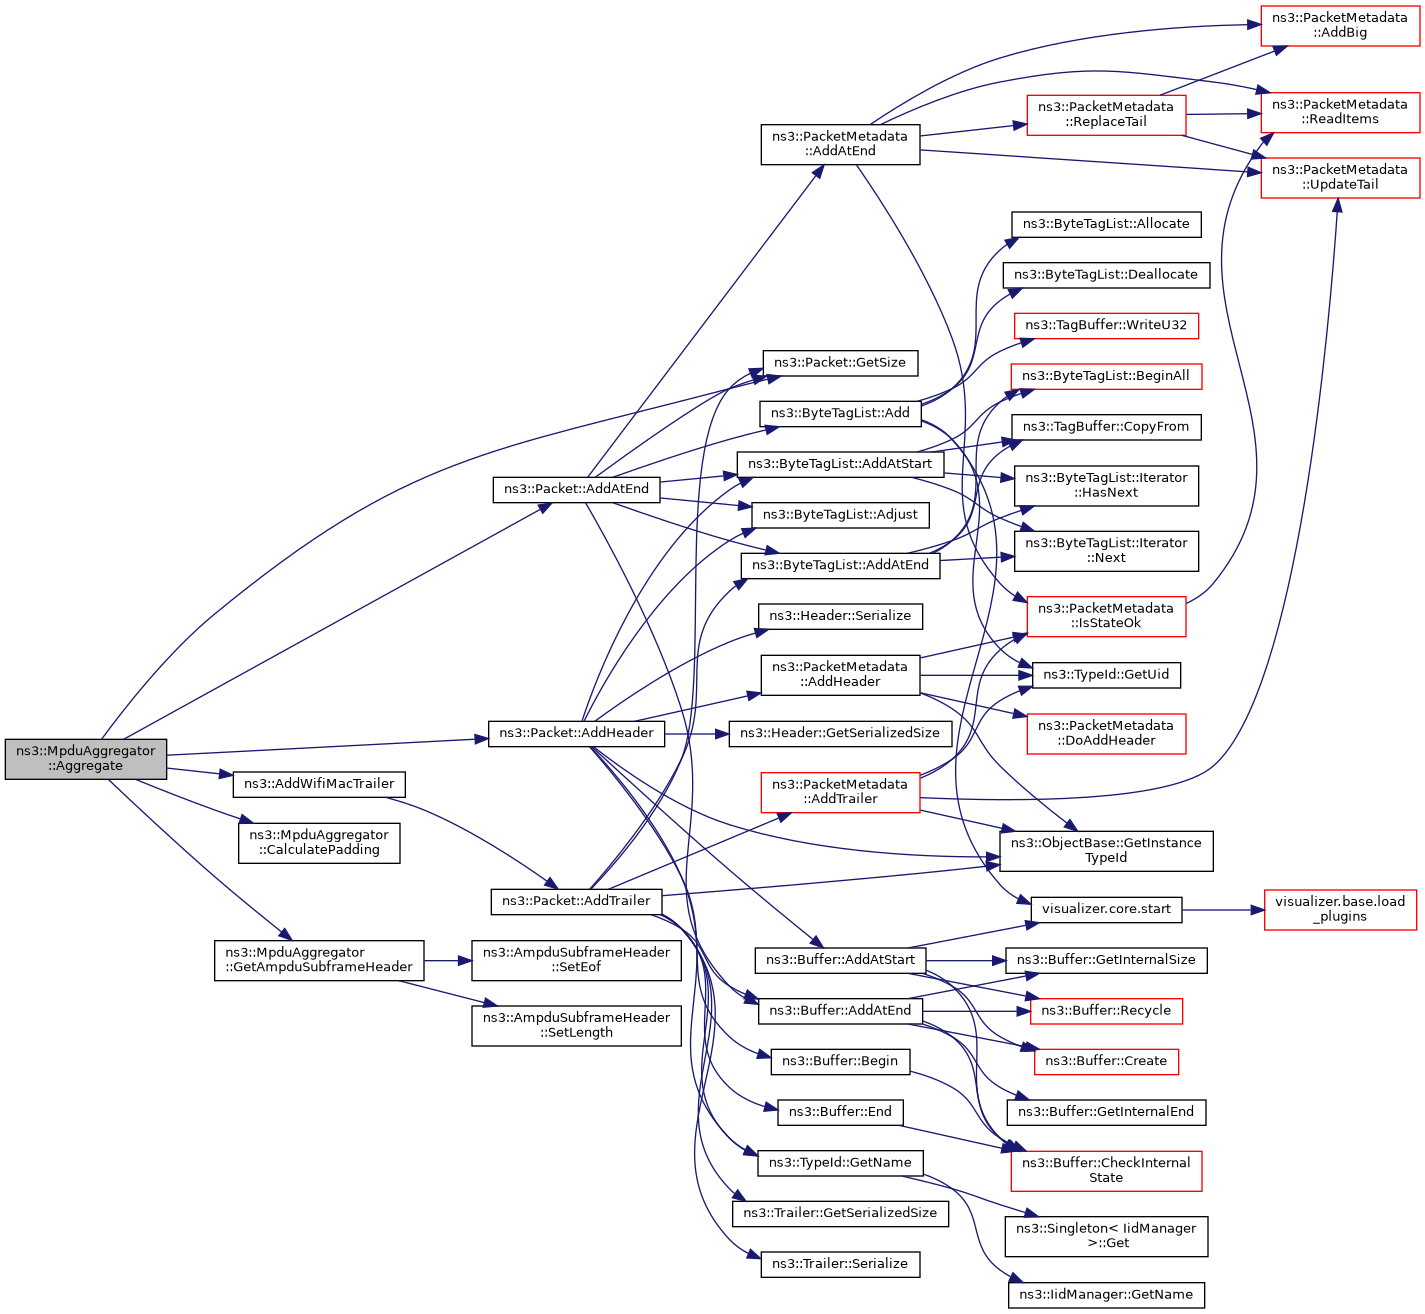 ns3::MpduAggregator
::Aggregate
ns3::AddWifiMacTrailer
ns3::MpduAggregator
::CalculatePadding
ns3::MpduAggregator
::GetAmpduSubframeHeader
ns3::Packet::AddAtEnd
ns3::Packet::AddHeader
ns3::Packet::AddTrailer
ns3::AmpduSubframeHeader
::SetEof
ns3::AmpduSubframeHeader
::SetLength
ns3::PacketMetadata
::AddAtEnd
ns3::Packet::GetSize
ns3::ByteTagList::Add
ns3::ByteTagList::AddAtStart
ns3::ByteTagList::Adjust
ns3::ByteTagList::AddAtEnd
ns3::Header::Serialize
ns3::PacketMetadata
::AddHeader
ns3::Header::GetSerializedSize
ns3::PacketMetadata
::AddTrailer
ns3::Buffer::AddAtStart
ns3::Buffer::AddAtEnd
ns3::Buffer::Begin
ns3::Buffer::End
ns3::TypeId::GetName
ns3::Trailer::GetSerializedSize
ns3::Trailer::Serialize
ns3::PacketMetadata
::ReplaceTail
ns3::ByteTagList::Allocate
ns3::ByteTagList::Deallocate
ns3::TagBuffer::WriteU32
ns3::ByteTagList::BeginAll
ns3::TagBuffer::CopyFrom
ns3::ByteTagList::Iterator
::HasNext
ns3::ByteTagList::Iterator
::Next
ns3::PacketMetadata
::IsStateOk
ns3::TypeId::GetUid
ns3::PacketMetadata
::DoAddHeader
ns3::ObjectBase::GetInstance
TypeId
visualizer.core.start
ns3::Buffer::GetInternalSize
ns3::Buffer::Recycle
ns3::Buffer::Create
ns3::Buffer::GetInternalEnd
ns3::Buffer::CheckInternal
State
ns3::Singleton< IidManager
>::Get
ns3::IidManager::GetName
ns3::PacketMetadata
::AddBig
ns3::PacketMetadata
::ReadItems
ns3::PacketMetadata
::UpdateTail
visualizer.base.load
_plugins